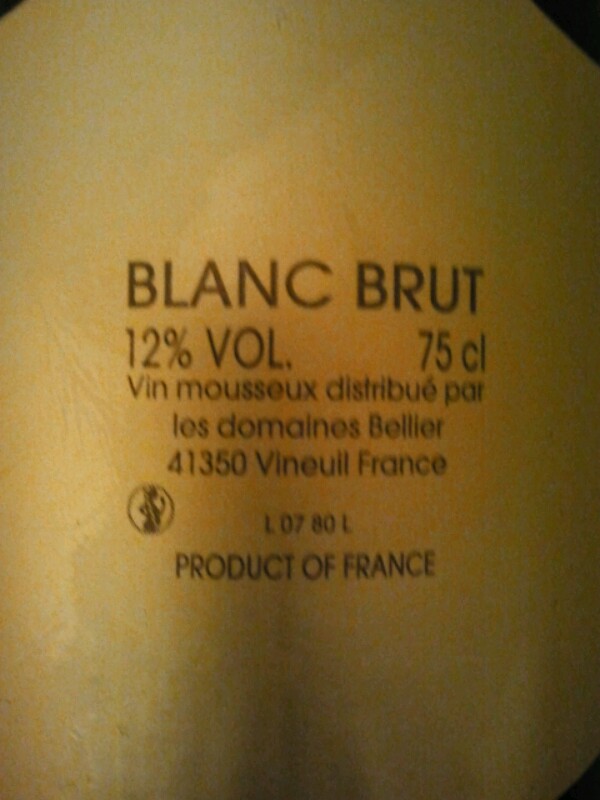 BLANC BRUT
12% VOL. 75 cl
Vin mousseux distribué par
les domaines Bellier
41350 Vineuil France
L 07 80 L
PRODUCT OF FRANCE